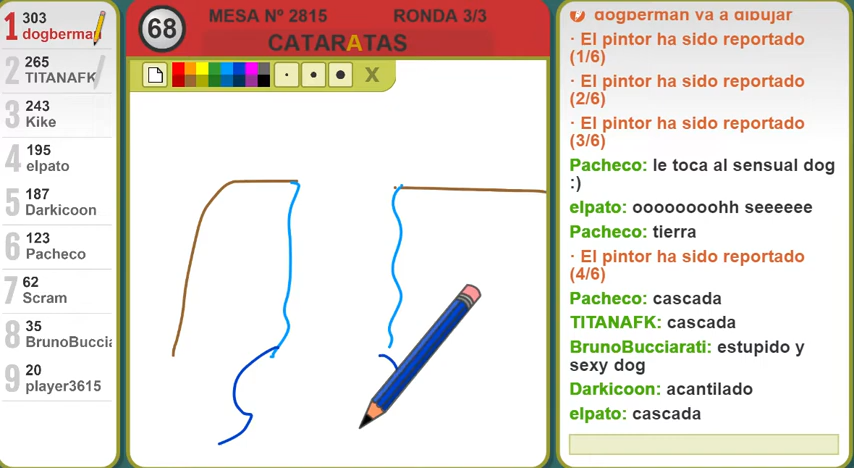 1 303
dogberman
2 265
TITANAFK
3 243
Kike
4 195
elpato
5 187
Darkicoon
6 123
Pacheco
7 62
Scram
8 35
BrunoBuccia
9 20
player3615
68
MESA Nº 2815
RONDA 3/3
CATARATAS
X
dogberman va a dibujar
· El pintor ha sido reportado
(1/6)
· El pintor ha sido reportado
(2/6)
· El pintor ha sido reportado
(3/6)
Pacheco: le toca al sensual dog
:)
elpato: oooooooohh seeeeee
Pacheco: tierra
· El pintor ha sido reportado
(4/6)
Pacheco: cascada
TITANAFK: cascada
BrunoBucciarati: estupido y
sexy dog
Darkicoon: acantilado
elpato: cascada